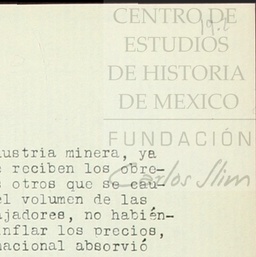 CENTRO DE
ESTUDIOS
DE HISTORIA
DE MEXICO
FUNDACIÓN
Carlos Slim
ustria minera, ya
reciben los obre-
otros que se cau-
el volumen de las
ajadores, no habién-
nflar los precios,
nacional absorvió